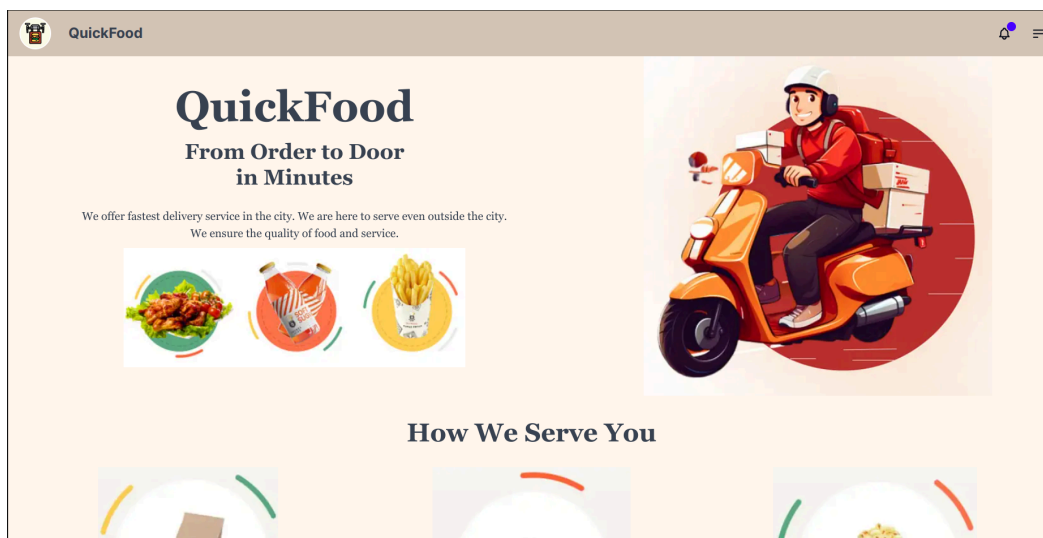 QuickFood
QuickFood
From Order to Door
in Minutes
We offer fastest delivery service in the city. We are here to serve even outside the city.
We ensure the quality of food and service.
How We Serve You